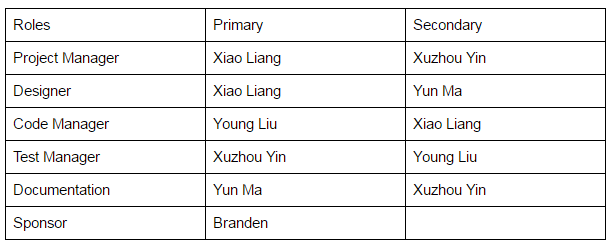 Roles Primary Secondary
Project Manager Xiao Liang Xuzhou Yin
Designer Xiao Liang Yun Ma
Code Manager Young Liu Xiao Liang
Test Manager Xuzhou Yin Young Liu
Documentation Yun Ma Xuzhou Yin
Sponsor Branden